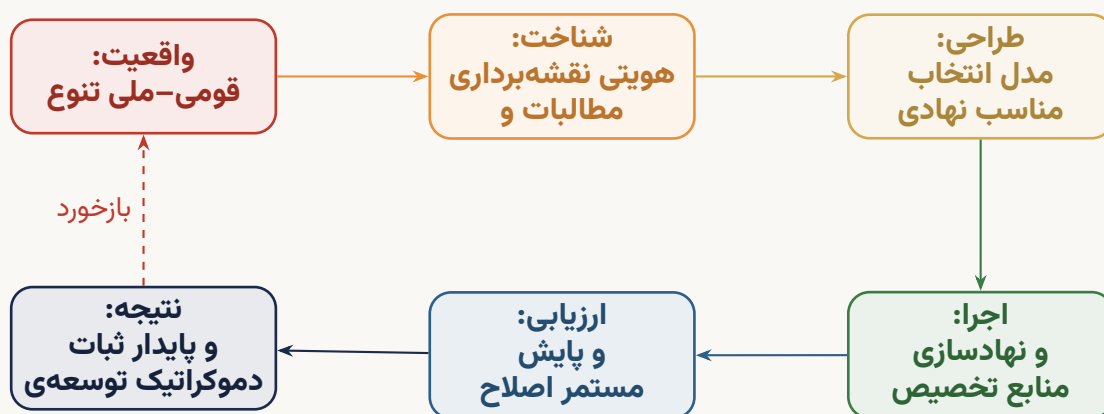 واقعیت:
قومی–ملی تنوع
شناخت:
هویتی نقشه‌برداری
مطالبات و
طراحی:
مدل انتخاب
مناسب نهادی
بازخورد
نتیجه:
و پایدار ثبات
دموکراتیک توسعه‌ی
ارزیابی:
و پایش
مستمر اصلاح
اجرا:
و نهادسازی
منابع تخصیص